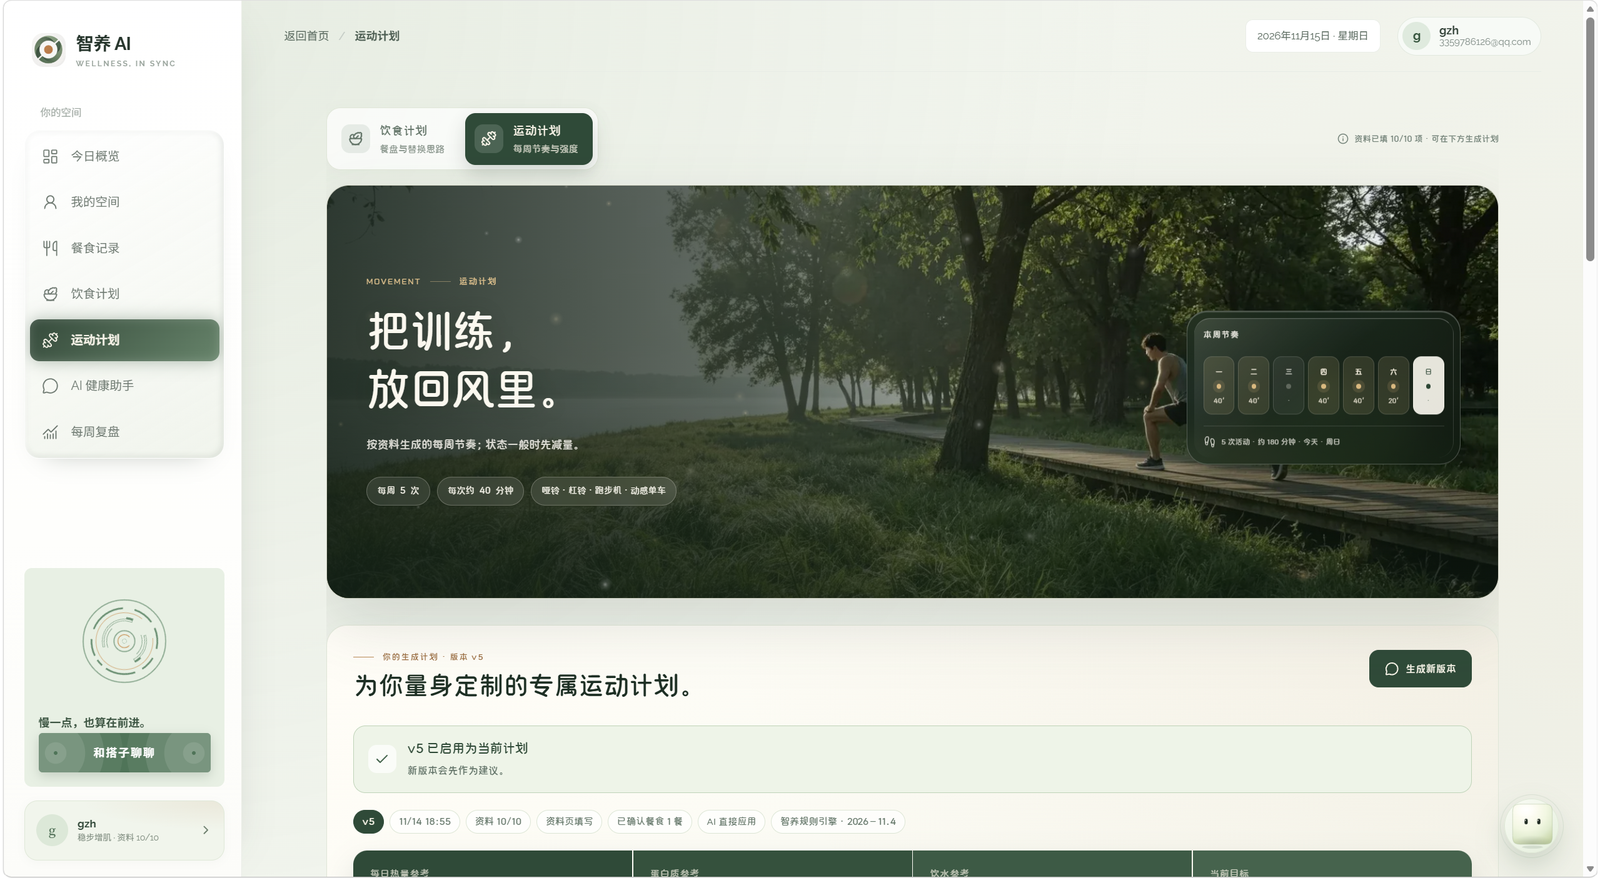 智养 AI
WELLNESS, IN SYNC
你的空间
今日概览
我的空间
餐食记录
饮食计划
运动计划
AI 健康助手
每周复盘
慢一点，也算在前进。
和搭子聊聊
g
gzh
稳步增肌 · 资料 10/10
返回首页 / 运动计划
2026年11月15日 · 星期日
g
gzh
3359786126@qq.com
饮食计划
餐盘与替换思路
运动计划
每周节奏与强度
资料已填 10/10 项 · 可在下方生成计划
MOVEMENT —— 运动计划
把训练，
放回风里。
按资料生成的每周节奏；状态一般时先减量。
每周 5 次
每次约 40 分钟
哑铃 · 杠铃 · 跑步机 · 动感单车
本周节奏
一 二 三 四 五 六 日
40' 40' · 40' 40' 20' ·
5 次活动 · 约 180 分钟 · 今天 · 周日
你的生成计划 · 版本 v5
为你量身定制的专属运动计划。
生成新版本
v5 已启用为当前计划
新版本会先作为建议。
v5
11/14 18:55
资料 10/10
资料页填写
已确认餐食 1 餐
AI 直接应用
智养规则引擎 · 2026-11.4
每日热量参考
蛋白质参考
饮水参考
当前目标